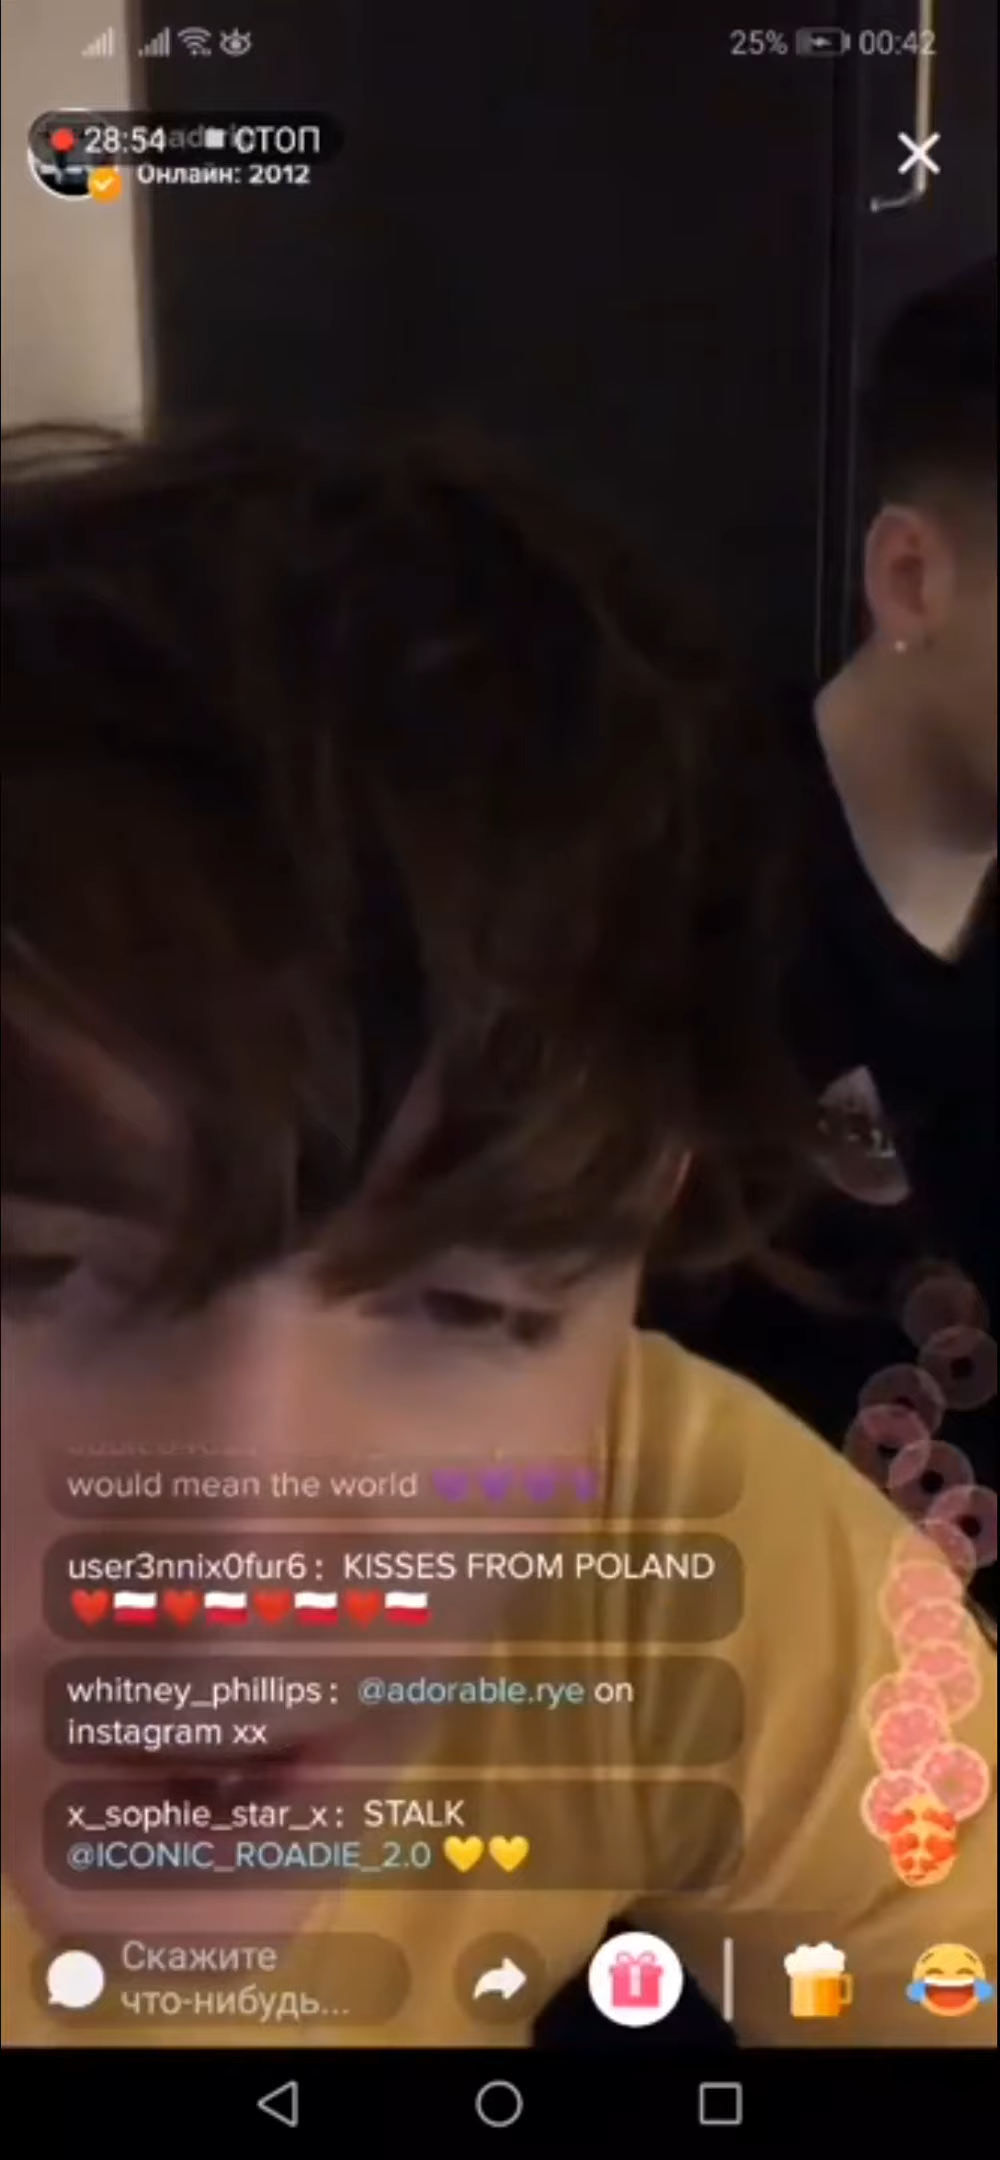 25% 00:42
28:54 СТОП
Онлайн: 2012
would mean the world 💜💜💜💜
user3nnix0fur6 : KISSES FROM POLAND
❤️🇵🇱❤️🇵🇱❤️🇵🇱❤️🇵🇱
whitney_phillips : @adorable.rye on
instagram xx
x_sophie_star_x : STALK
@ICONIC_ROADIE_2.0 💛💛
Скажите
что-нибудь...